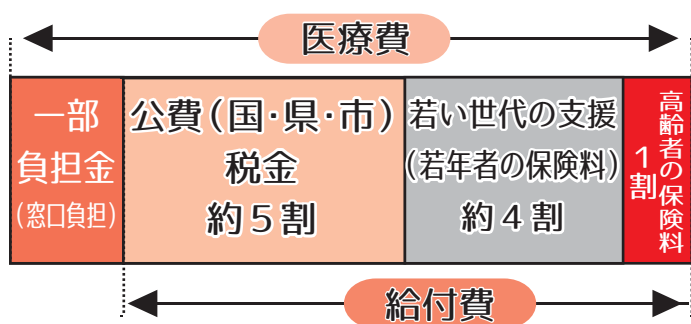 医療費
一部
負担金
(窓口負担)
公費(国・県・市)
税金
約5割
若い世代の支援
(若年者の保険料)
約4割
高齢者の保険料
1割
給付費